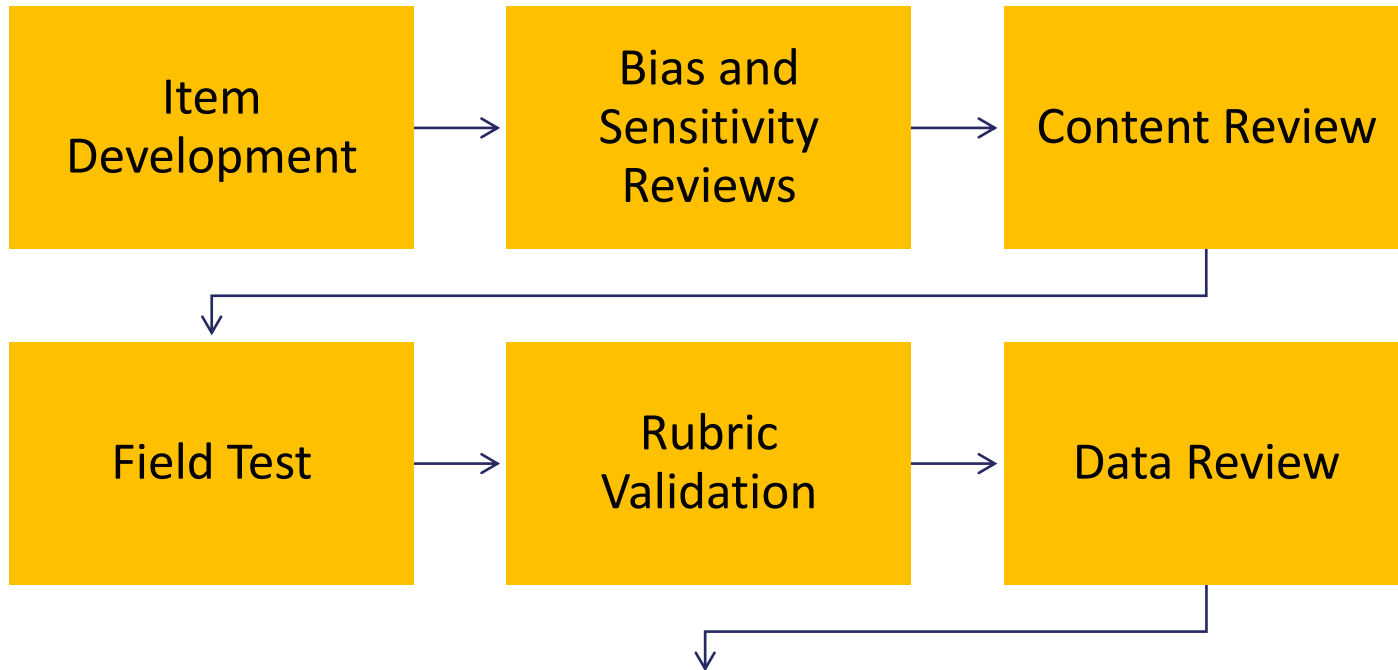 Item
Development
Bias and
Sensitivity
Reviews
Content Review
Field Test
Rubric
Validation
Data Review